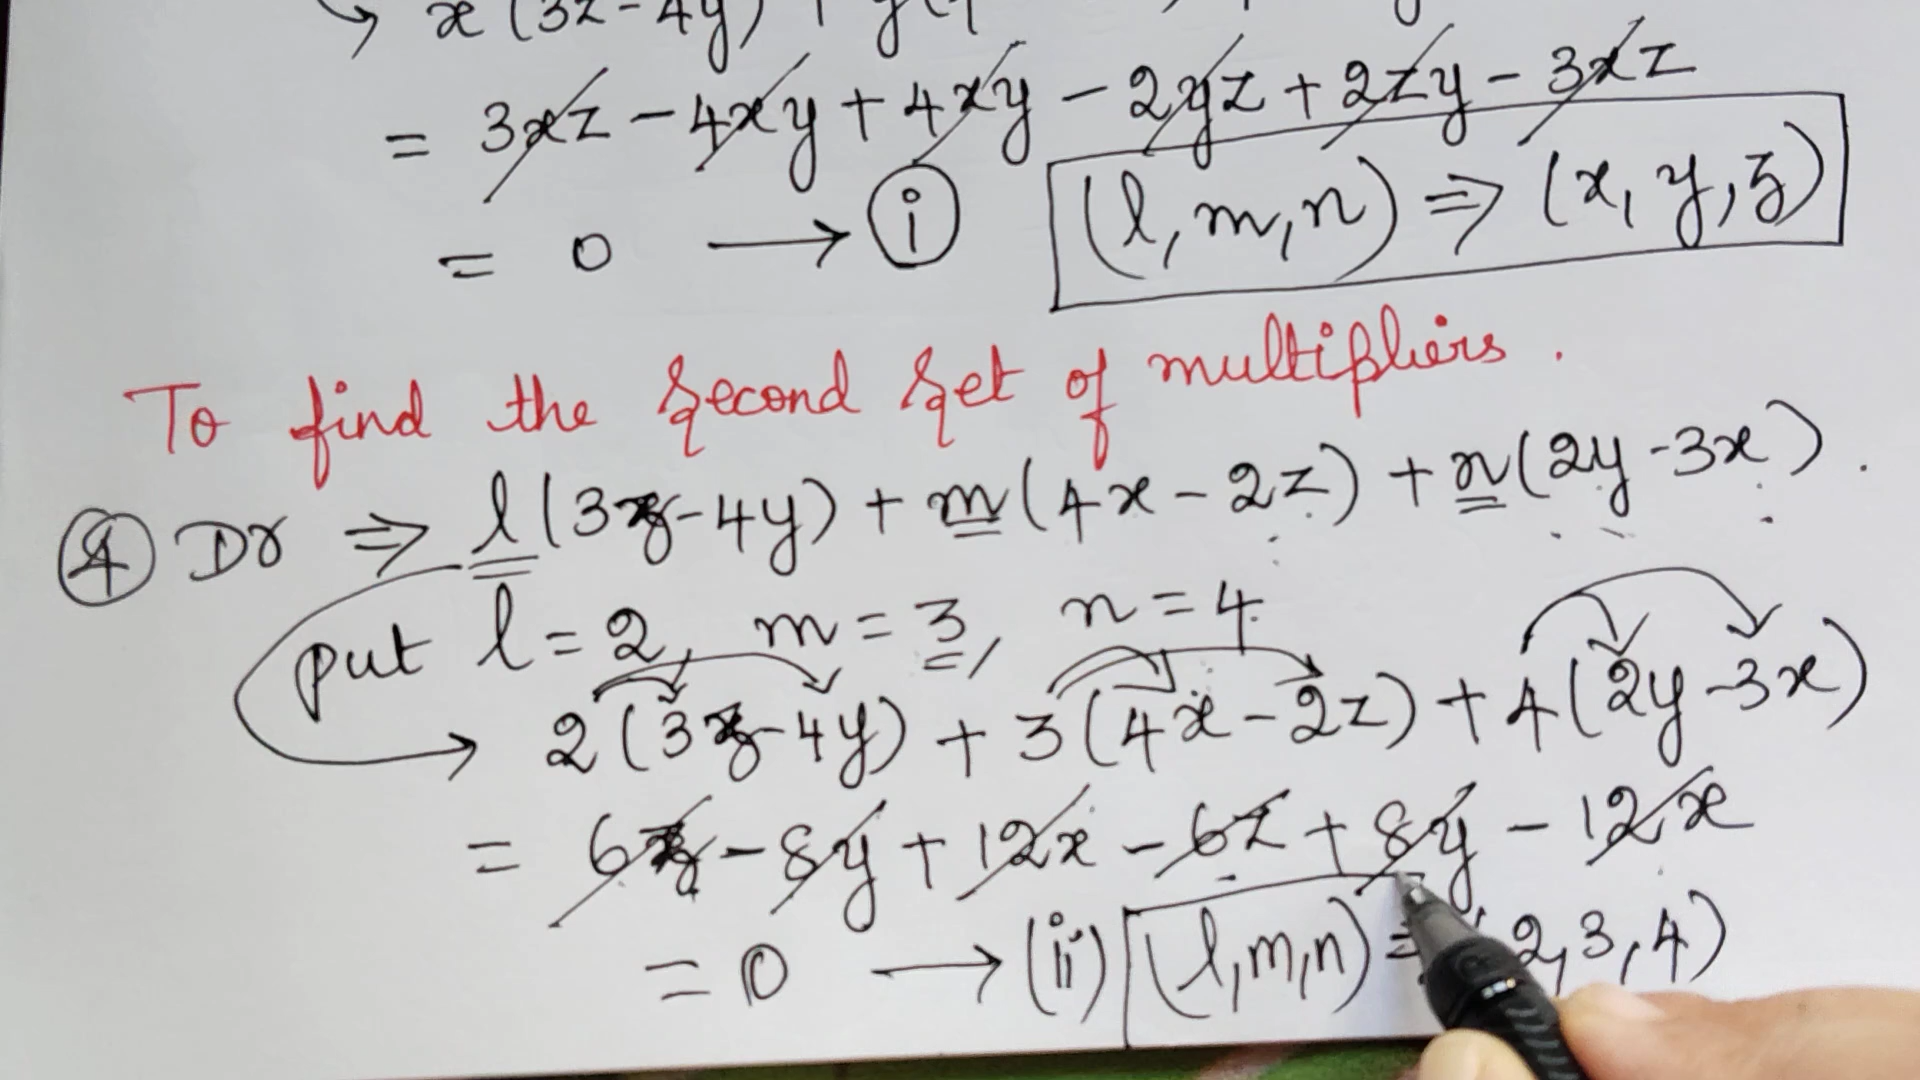 ↳ x (3z - 4y) + y(
= 3xz - 4xy + 4xy - 2yz + 2zy - 3xz
= 0 → (i) (l, m, n) ⇒ (x, y, z)
To find the second set of multipliers.
(4) Dr ⇒ l(3z - 4y) + m(4x - 2z) + n(2y - 3x).
put l = 2, m = 3, n = 4
→ 2(3z - 4y) + 3(4x - 2z) + 4(2y - 3x)
= 6z - 8y + 12x - 6z + 8y - 12x
= 0 → (ii) (l, m, n) = (2, 3, 4)